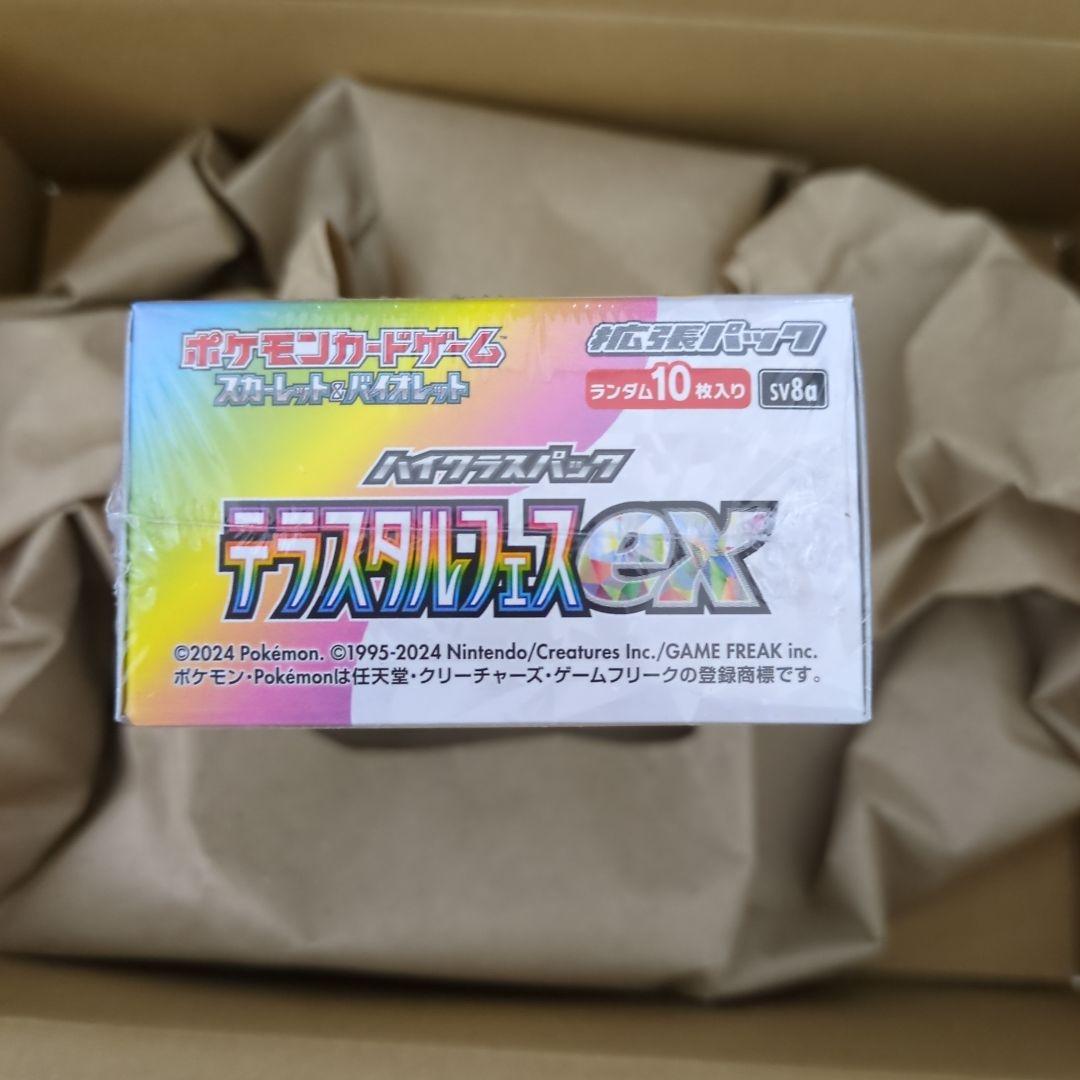 ポケモンカードゲーム
スカーレット&バイオレット
拡張パック
ランダム10枚入り SV8a
ハイクラスパック
テラスタルフェスex
©2024 Pokémon. ©1995-2024 Nintendo/Creatures Inc./GAME FREAK inc.
ポケモン・Pokémonは任天堂・クリーチャーズ・ゲームフリークの登録商標です。